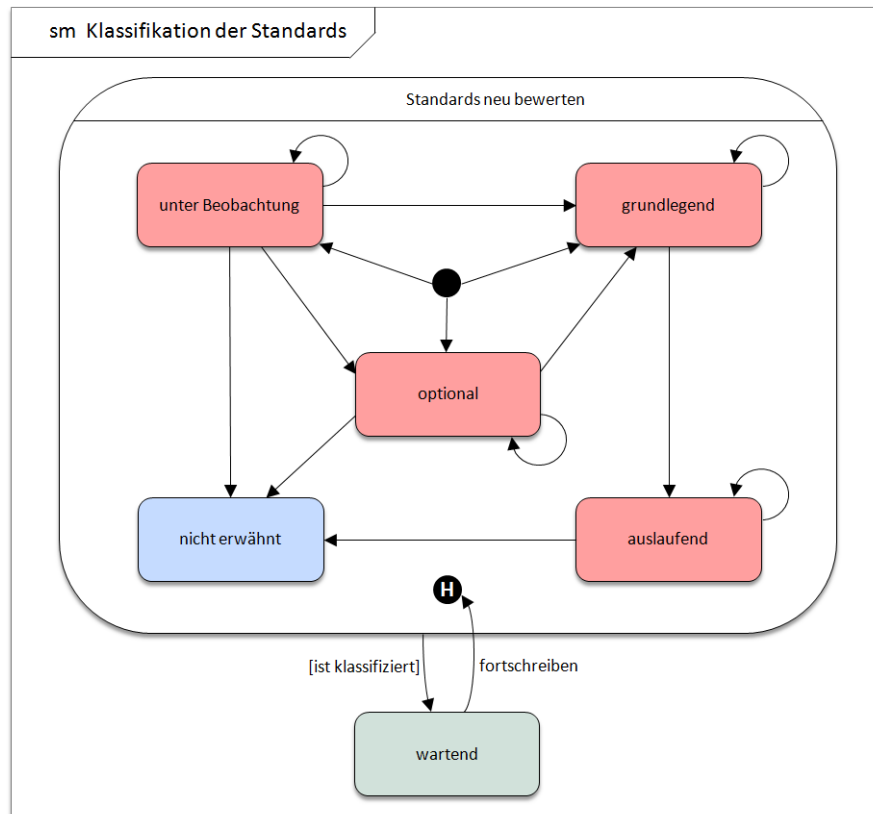 sm Klassifikation der Standards
Standards neu bewerten
unter Beobachtung
grundlegend
optional
nicht erwähnt
auslaufend
H
[ist klassifiziert]
fortschreiben
wartend